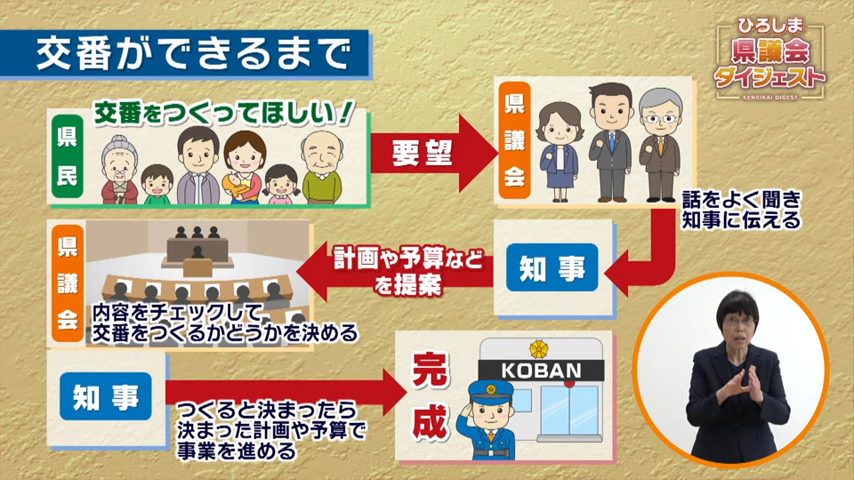 交番ができるまで
ひろしま
県議会
ダイジェスト
KENGIKAI DIGEST
県民
交番をつくってほしい！
要望
県議会
話をよく聞き
知事に伝える
知事
計画や予算など
を提案
県議会
内容をチェックして
交番をつくるかどうかを決める
知事
つくると決まったら
決まった計画や予算で
事業を進める
完成
KOBAN